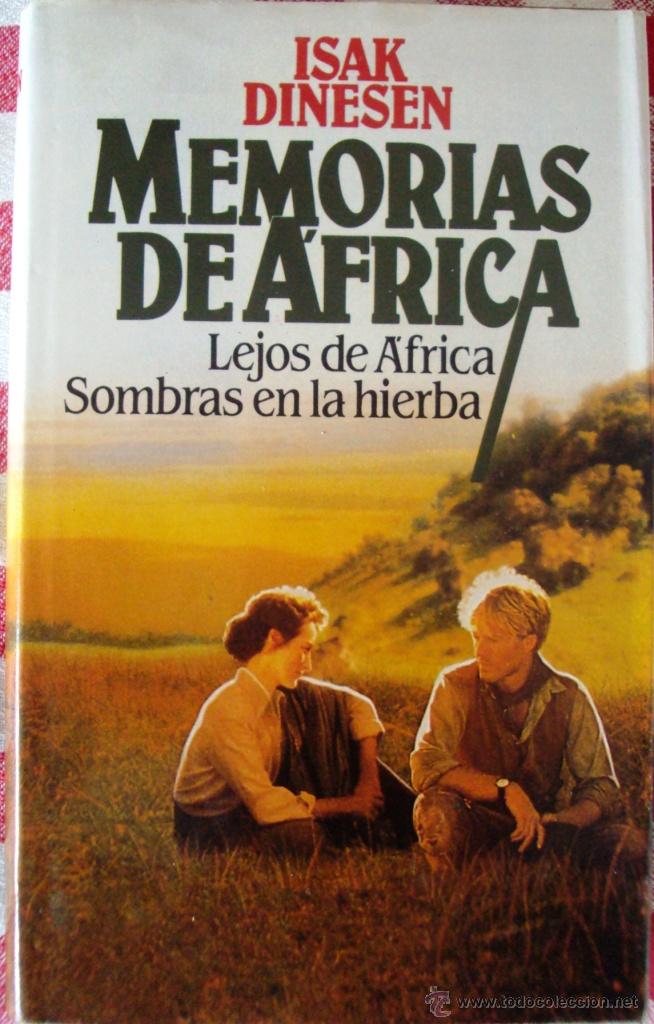 ISAK
DINESEN
MEMORIAS
DE ÁFRICA
Lejos de África
Sombras en la hierba
www.todocoleccion.net